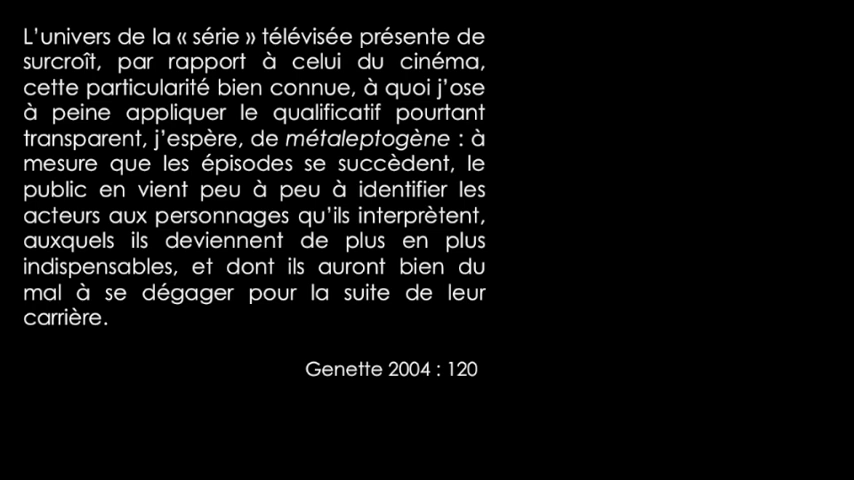 L’univers de la « série » télévisée présente de
surcroît, par rapport à celui du cinéma,
cette particularité bien connue, à quoi j’ose
à peine appliquer le qualificatif pourtant
transparent, j’espère, de métaleptogène : à
mesure que les épisodes se succèdent, le
public en vient peu à peu à identifier les
acteurs aux personnages qu’ils interprètent,
auxquels ils deviennent de plus en plus
indispensables, et dont ils auront bien du
mal à se dégager pour la suite de leur
carrière.
Genette 2004 : 120